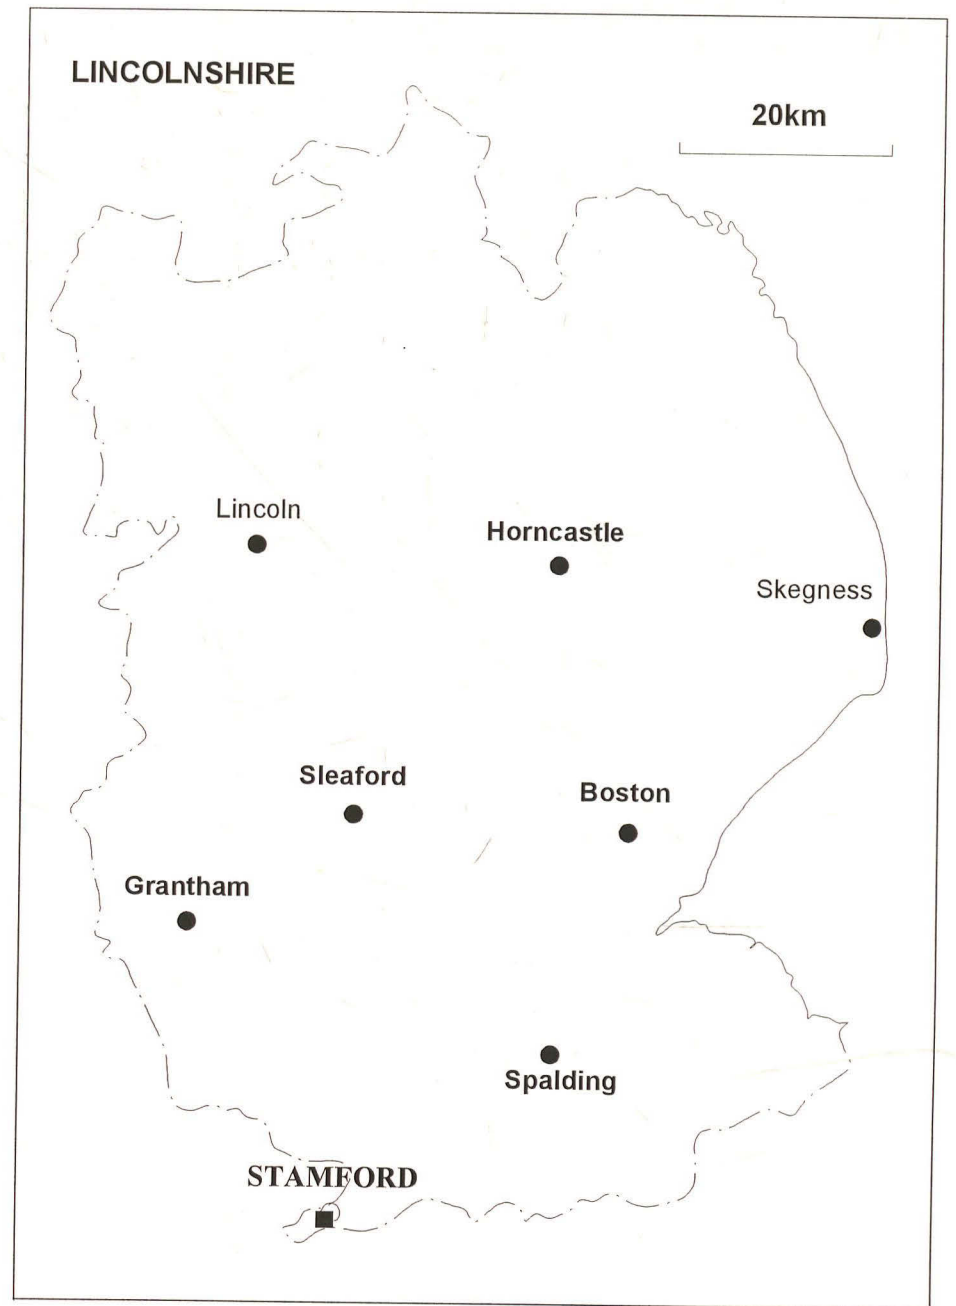 LINCOLNSHIRE
20km
Lincoln
Horncastle
Skegness
Sleaford
Boston
Grantham
Spalding
STAMFORD